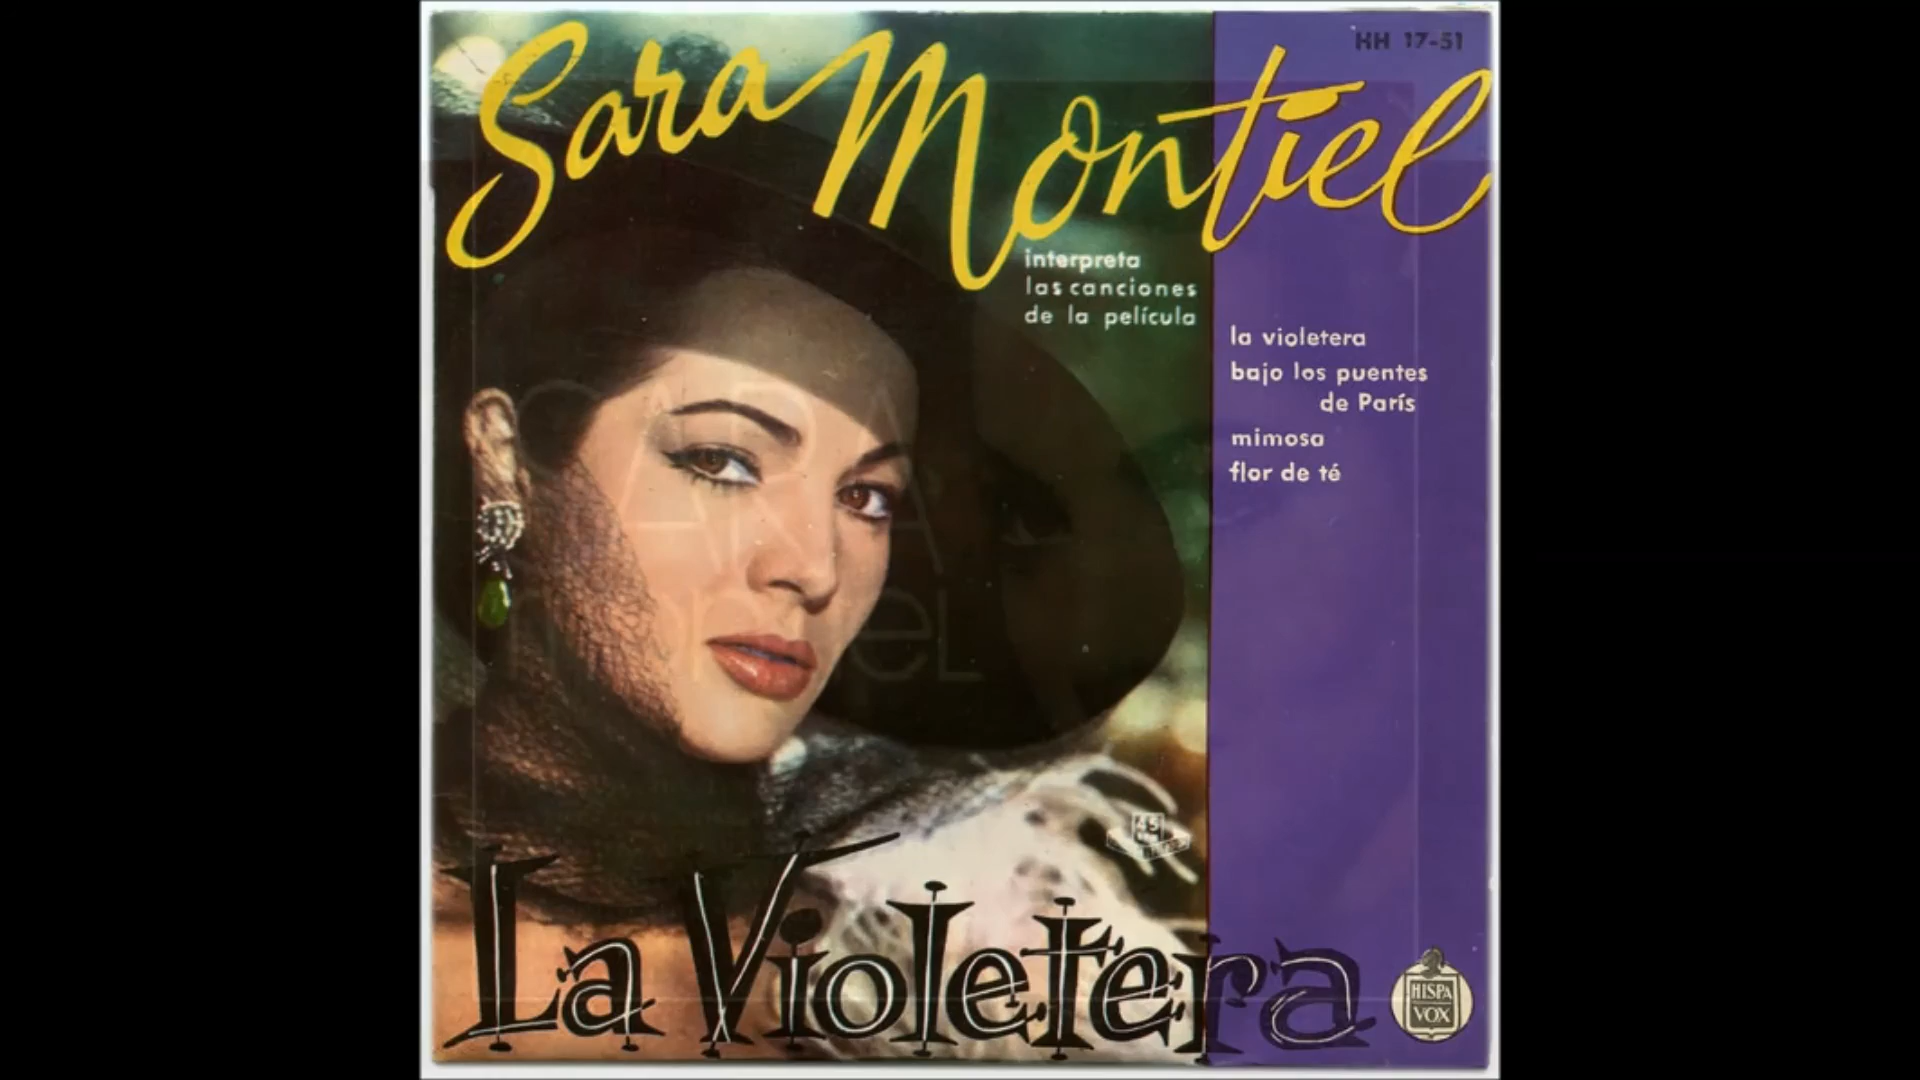 HH 17-51
Sara Montiel
interpreta
las canciones
de la película
la violetera
bajo los puentes
de París
mimosa
flor de té
45
La Violetera
HISPA
VOX